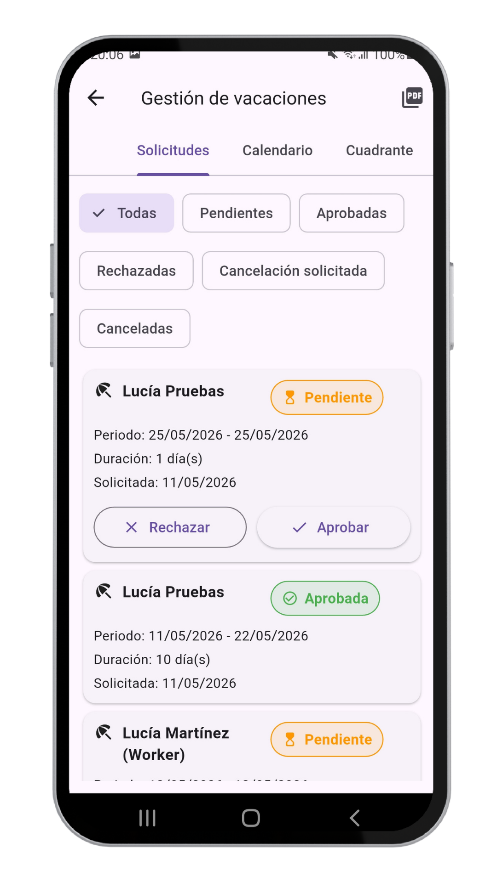 20:06 100%
Gestión de vacaciones
PDF
Solicitudes Calendario Cuadrante
Todas Pendientes Aprobadas
Rechazadas Cancelación solicitada
Canceladas
Lucía Pruebas Pendiente
Periodo: 25/05/2026 - 25/05/2026
Duración: 1 día(s)
Solicitada: 11/05/2026
Rechazar Aprobar
Lucía Pruebas Aprobada
Periodo: 11/05/2026 - 22/05/2026
Duración: 10 día(s)
Solicitada: 11/05/2026
Lucía Martínez Pendiente
(Worker)